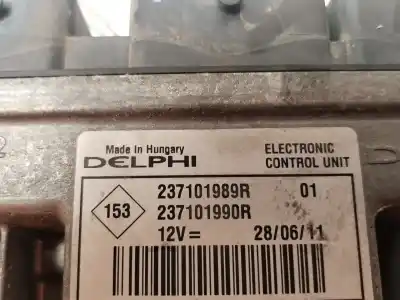 Made in Hungary
DELPHI
ELECTRONIC
CONTROL UNIT
153
237101989R 01
237101990R
12V= 28/06/11